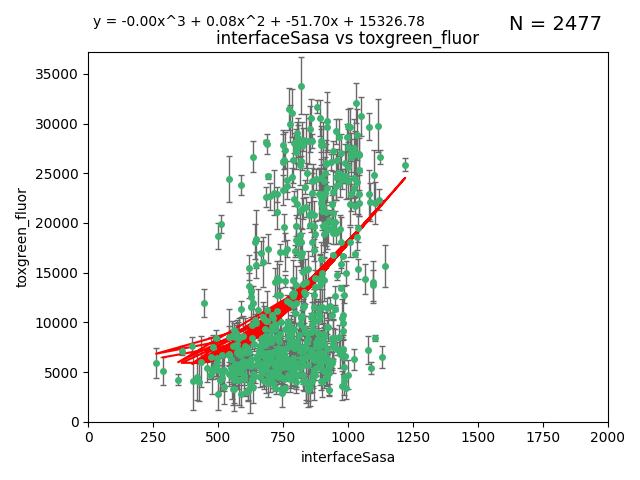 y = -0.00x^3 + 0.08x^2 + -51.70x + 15326.78
N = 2477
interfaceSasa vs toxgreen_fluor
35000
30000
25000
20000
15000
10000
5000
0
toxgreen_fluor
0 250 500 750 1000 1250 1500 1750 2000
interfaceSasa